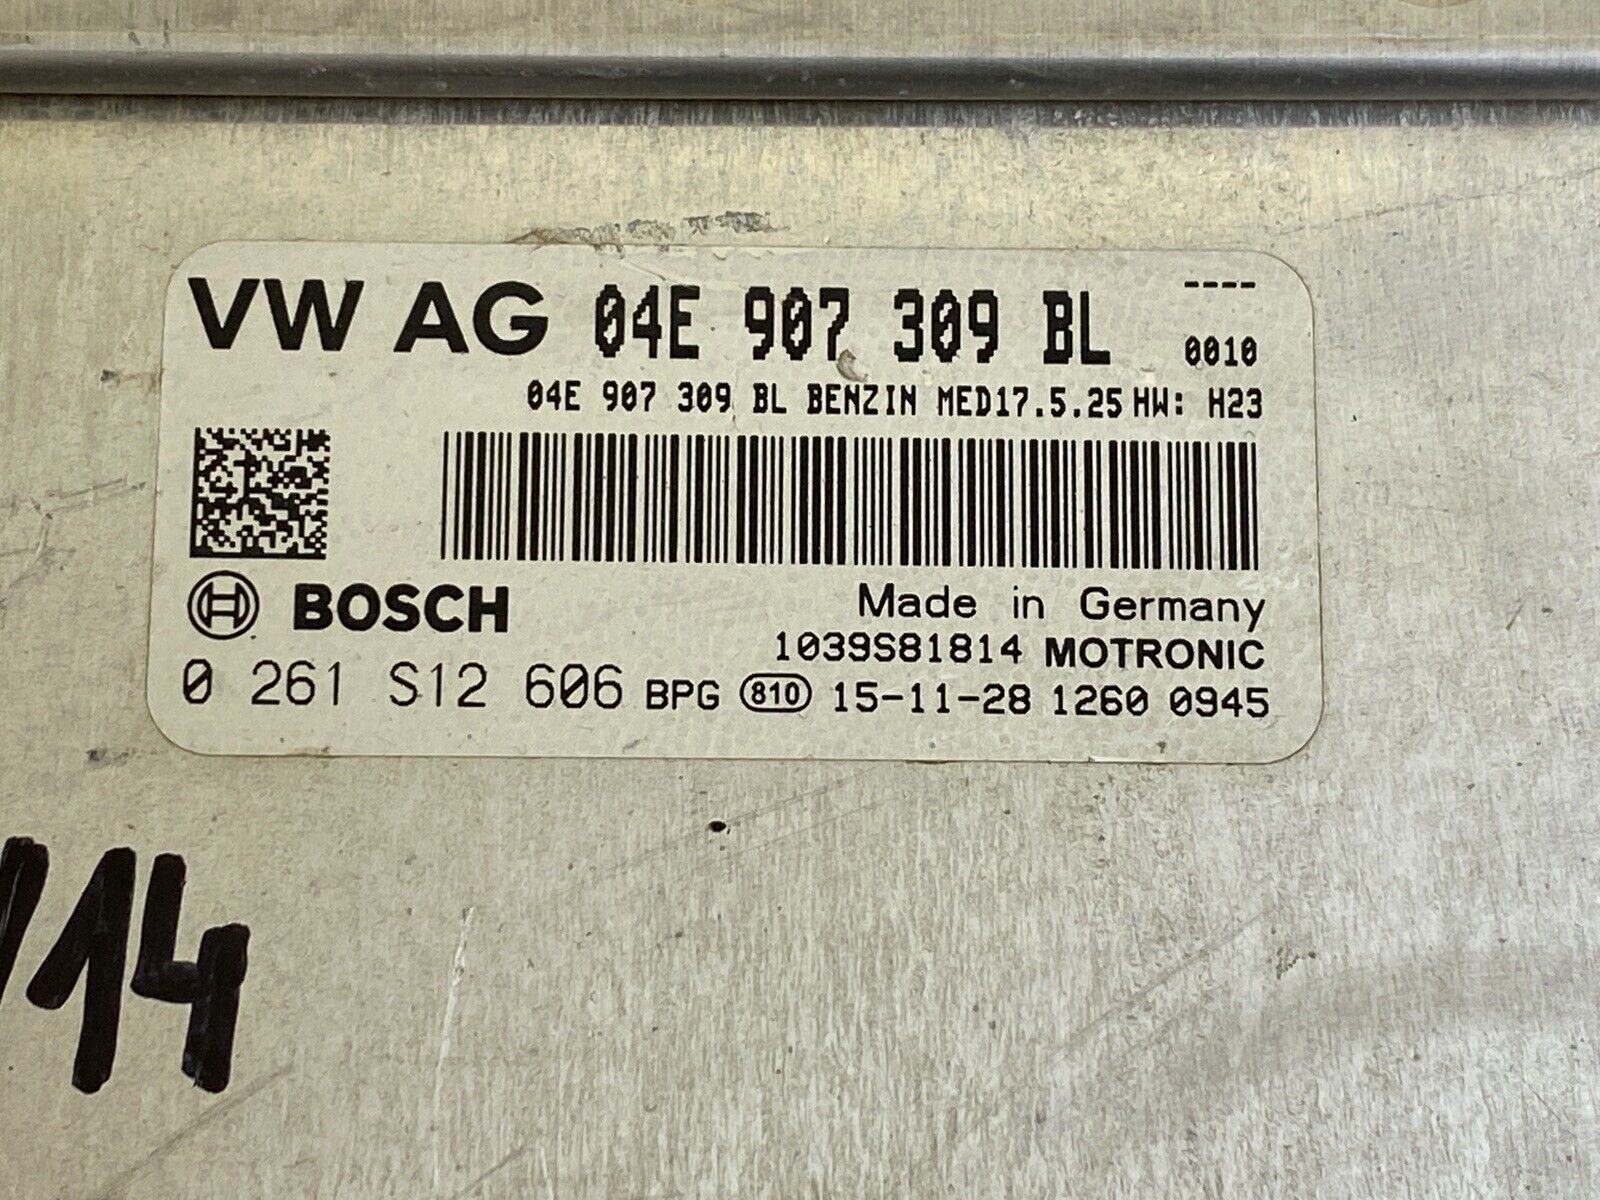 VW AG 04E 907 309 BL ----
0010
04E 907 309 BL BENZIN MED17.5.25 HW: H23
BOSCH Made in Germany
1039S81814 MOTRONIC
0 261 S12 606 BPG 810 15-11-28 1260 0945
14